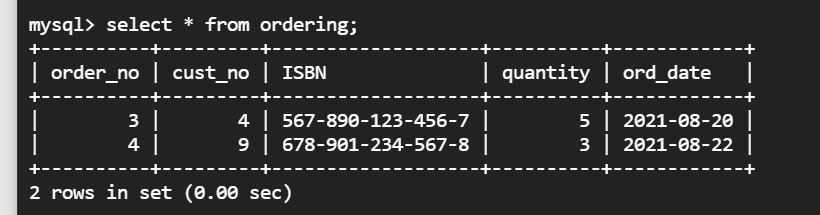 mysql> select * from ordering;
+----------+---------+-------------------+----------+------------+
| order_no | cust_no | ISBN              | quantity | ord_date   |
+----------+---------+-------------------+----------+------------+
|        3 |       4 | 567-890-123-456-7 |        5 | 2021-08-20 |
|        4 |       9 | 678-901-234-567-8 |        3 | 2021-08-22 |
+----------+---------+-------------------+----------+------------+
2 rows in set (0.00 sec)